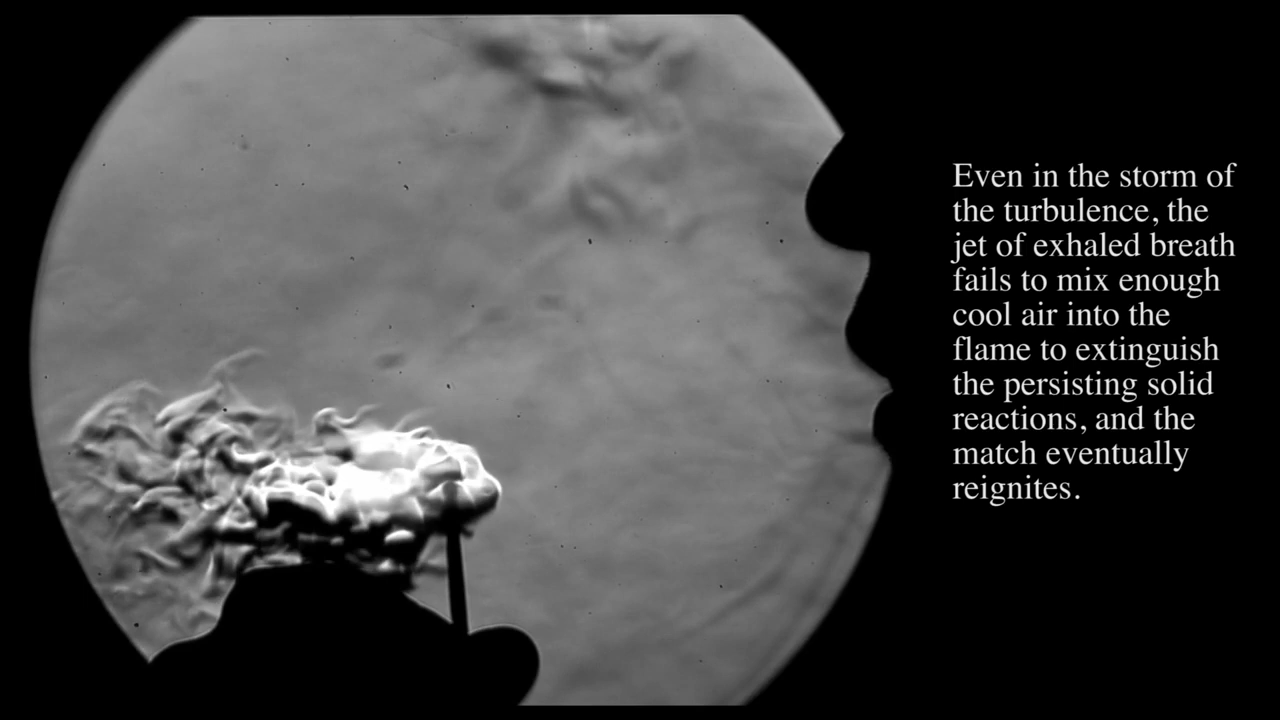 Even in the storm of
the turbulence, the
jet of exhaled breath
fails to mix enough
cool air into the
flame to extinguish
the persisting solid
reactions, and the
match eventually
reignites.